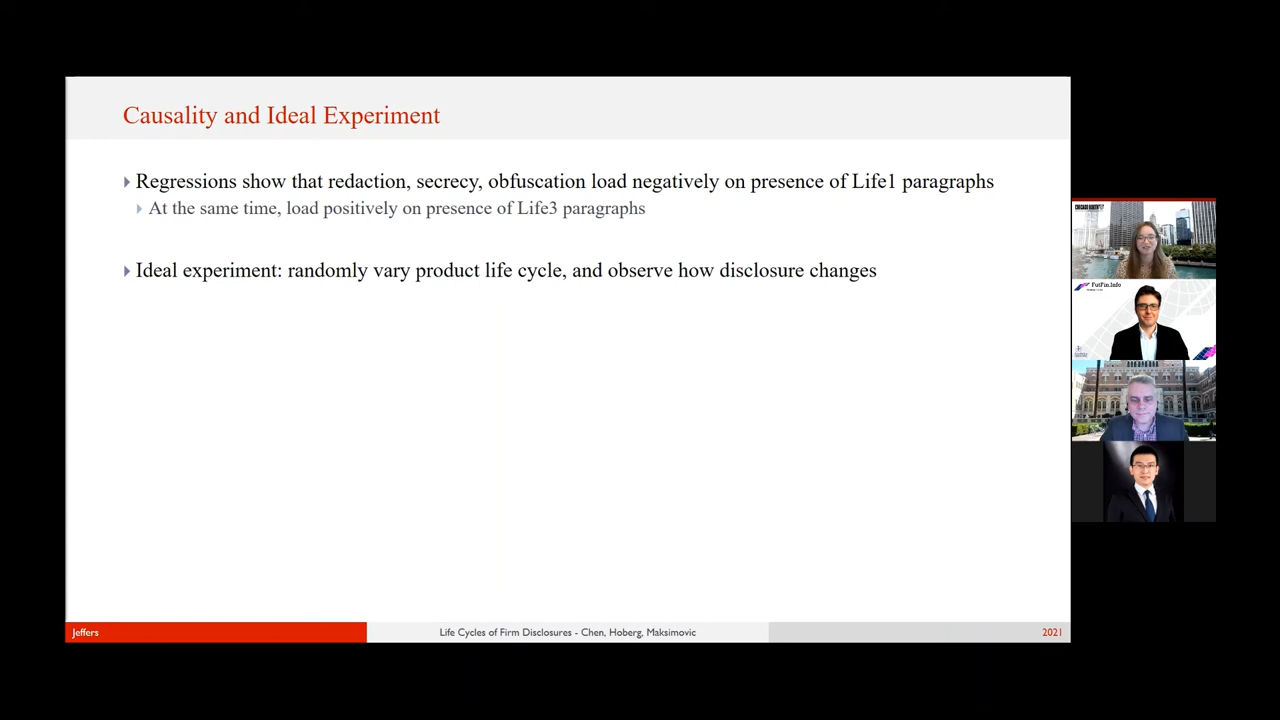 Causality and Ideal Experiment
Regressions show that redaction, secrecy, obfuscation load negatively on presence of Life1 paragraphs
At the same time, load positively on presence of Life3 paragraphs
Ideal experiment: randomly vary product life cycle, and observe how disclosure changes
Jeffers
Life Cycles of Firm Disclosures - Chen, Hoberg, Maksimovic
2021
FutFin.Info